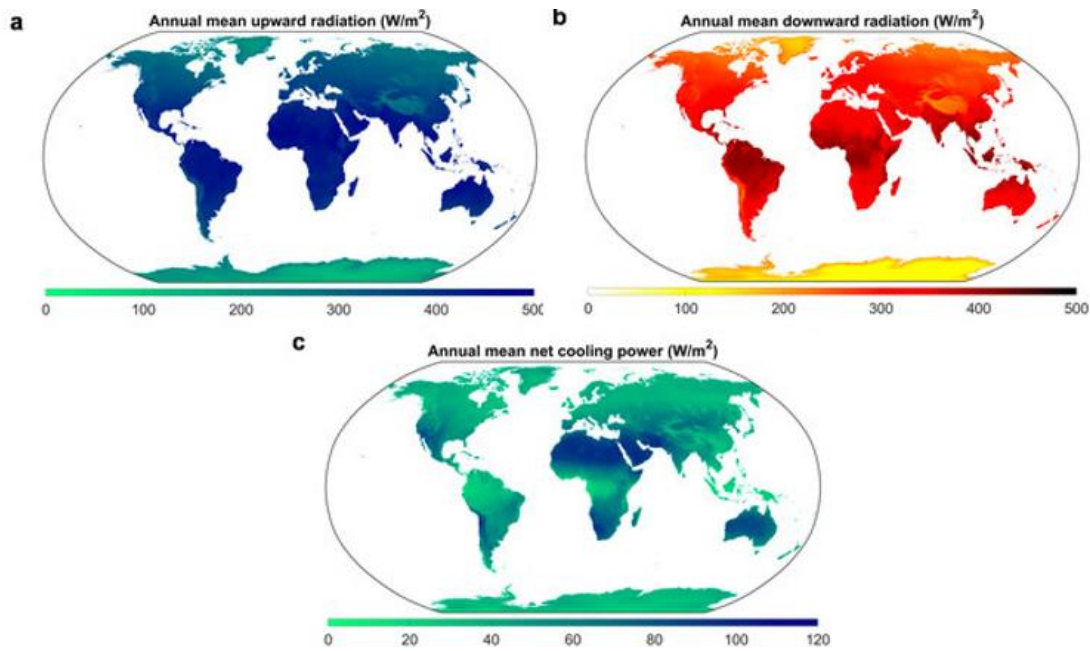 a
Annual mean upward radiation (W/m²)
0 100 200 300 400 500
b
Annual mean downward radiation (W/m²)
0 100 200 300 400 500
c
Annual mean net cooling power (W/m²)
0 20 40 60 80 100 120